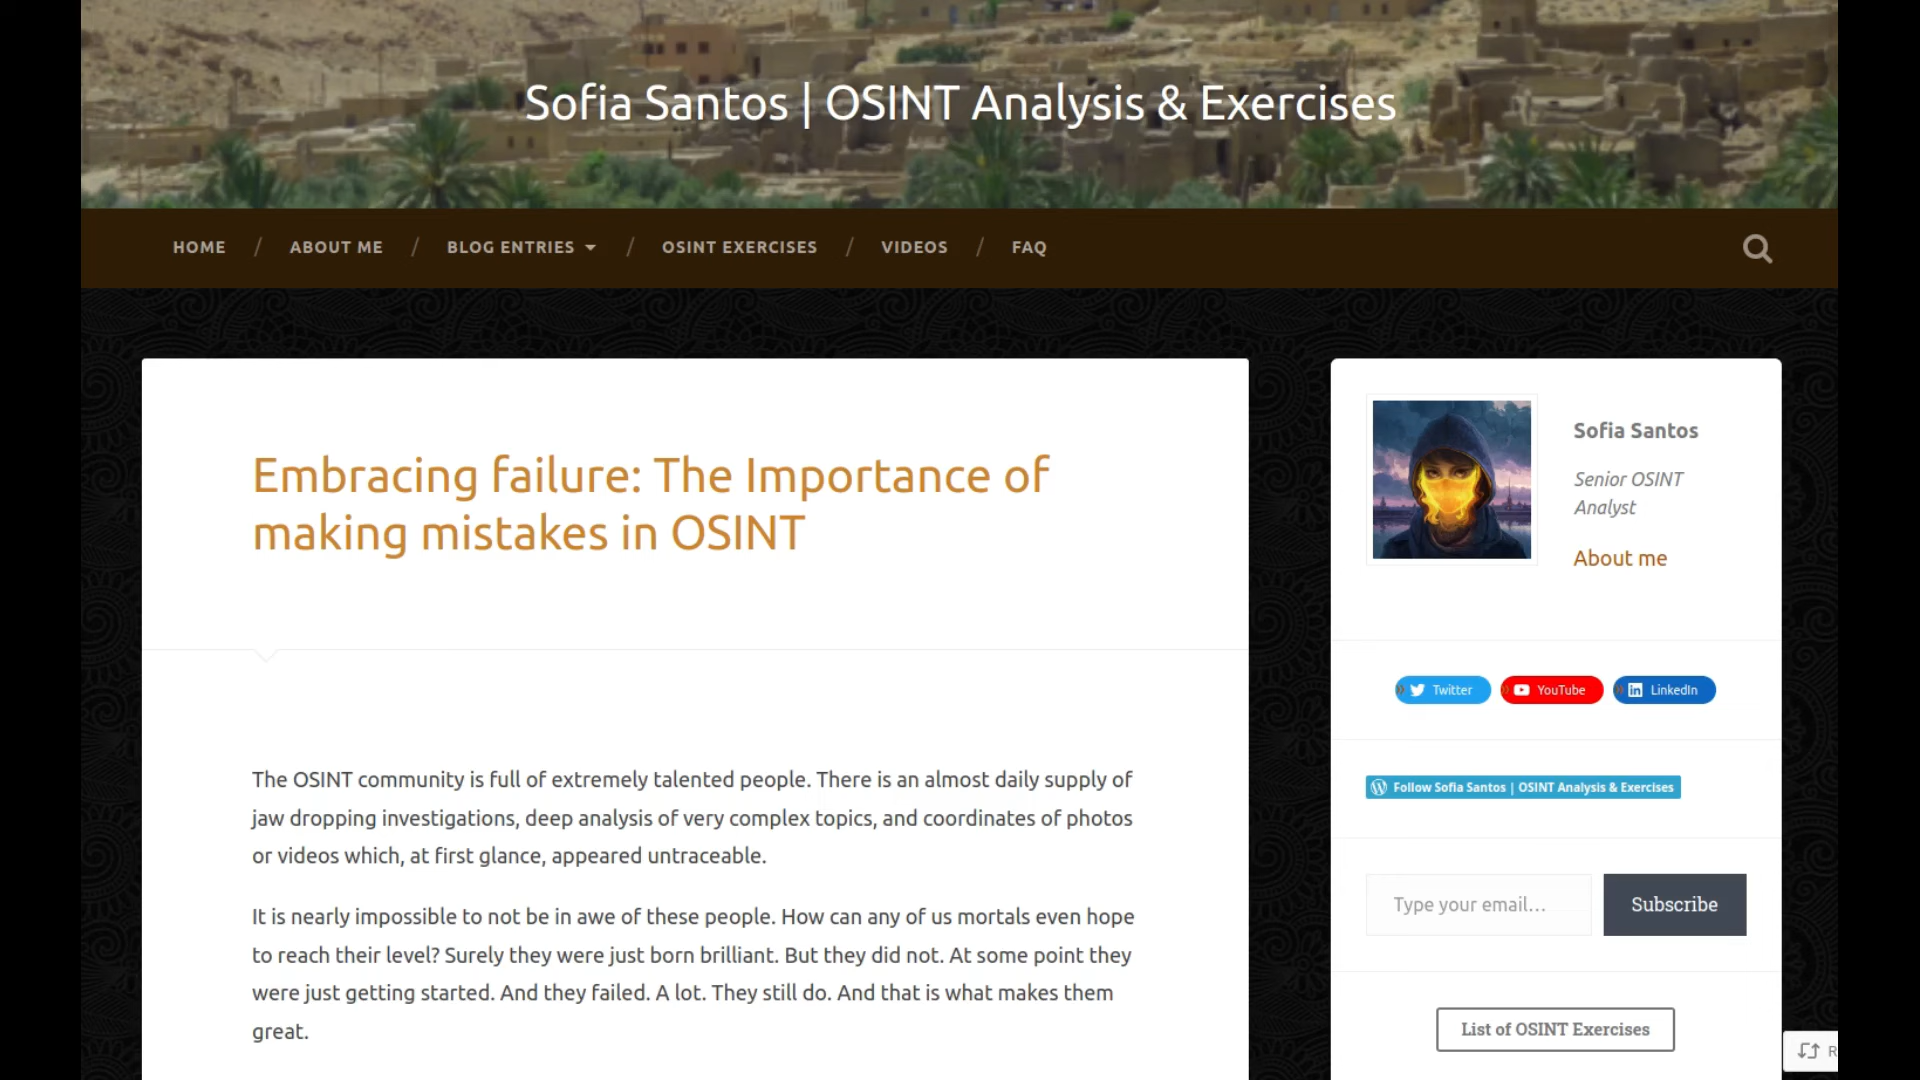 Sofia Santos | OSINT Analysis & Exercises
HOME / ABOUT ME / BLOG ENTRIES / OSINT EXERCISES / VIDEOS / FAQ
Embracing failure: The Importance of
making mistakes in OSINT
The OSINT community is full of extremely talented people. There is an almost daily supply of
jaw dropping investigations, deep analysis of very complex topics, and coordinates of photos
or videos which, at first glance, appeared untraceable.
It is nearly impossible to not be in awe of these people. How can any of us mortals even hope
to reach their level? Surely they were just born brilliant. But they did not. At some point they
were just getting started. And they failed. A lot. They still do. And that is what makes them
great.
Sofia Santos
Senior OSINT
Analyst
About me
Twitter YouTube LinkedIn
Follow Sofia Santos | OSINT Analysis & Exercises
Type your email...
Subscribe
List of OSINT Exercises